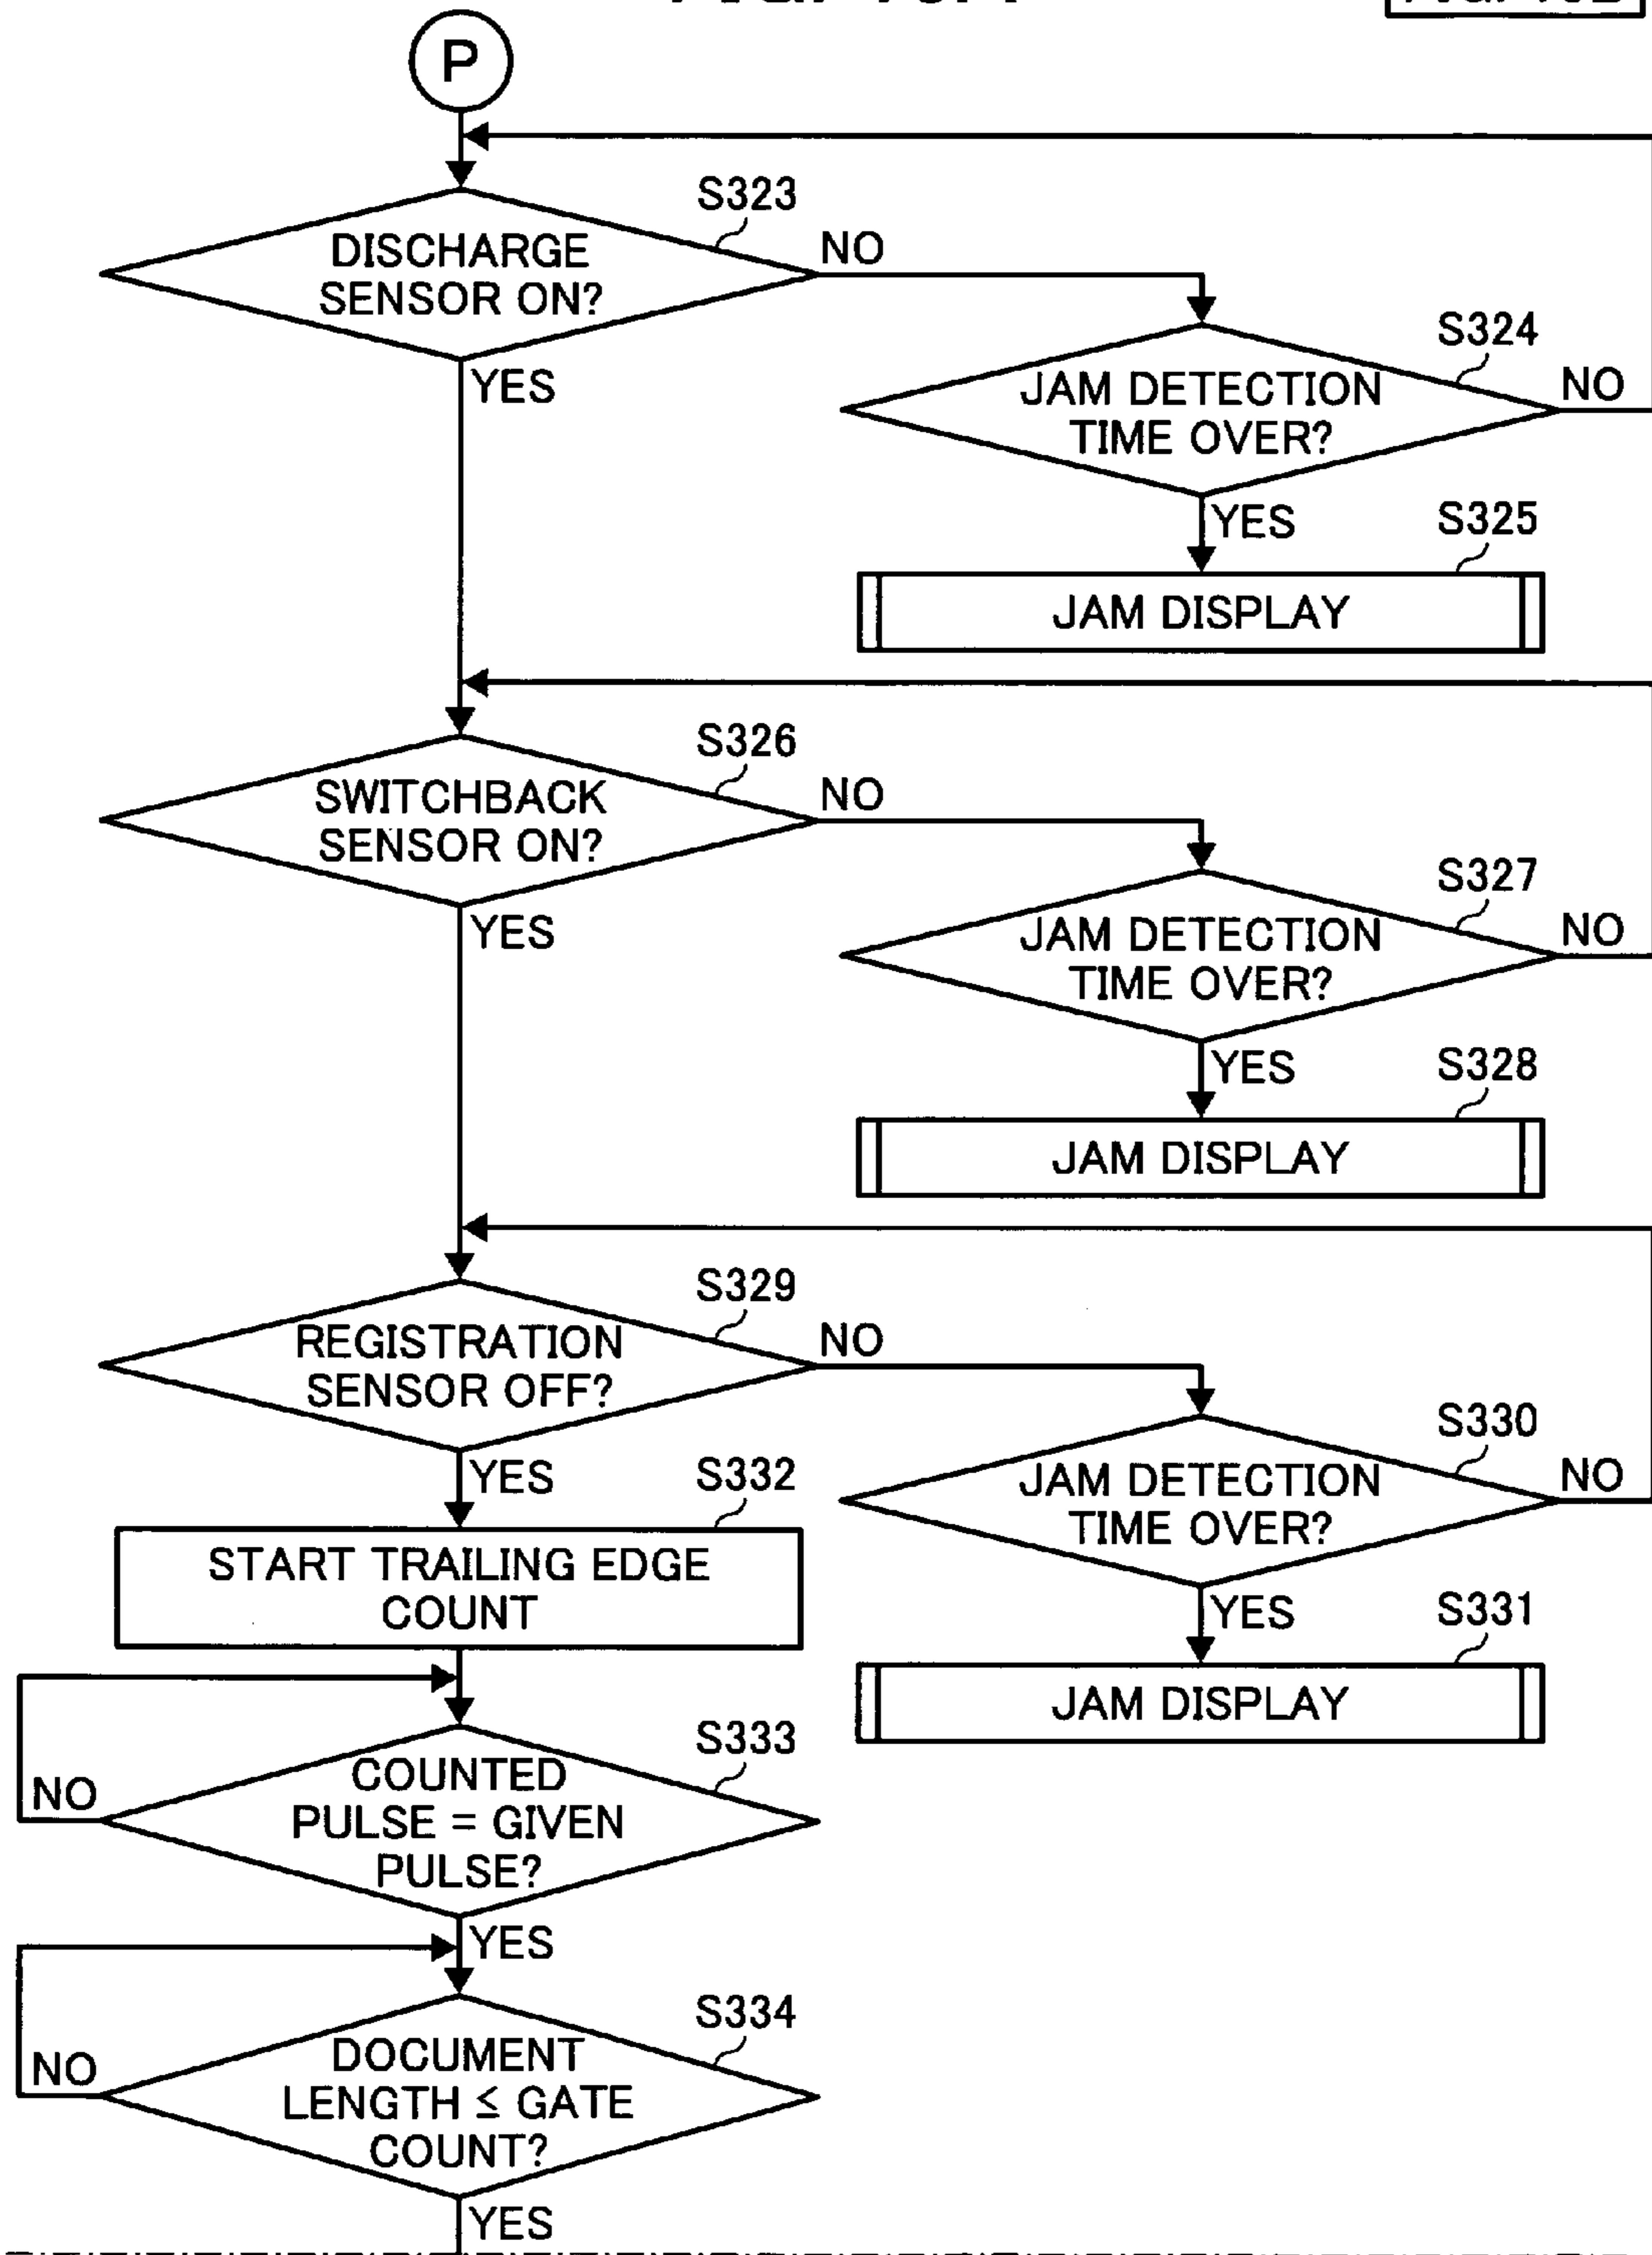 P
S323
DISCHARGE
SENSOR ON?
NO
YES
S324
JAM DETECTION
TIME OVER?
NO
YES
S325
JAM DISPLAY
S326
SWITCHBACK
SENSOR ON?
NO
YES
S327
JAM DETECTION
TIME OVER?
NO
YES
S328
JAM DISPLAY
S329
REGISTRATION
SENSOR OFF?
NO
YES
S330
JAM DETECTION
TIME OVER?
NO
YES
S331
JAM DISPLAY
S332
START TRAILING EDGE
COUNT
S333
COUNTED
PULSE = GIVEN
PULSE?
NO
YES
S334
DOCUMENT
LENGTH ≤ GATE
COUNT?
NO
YES